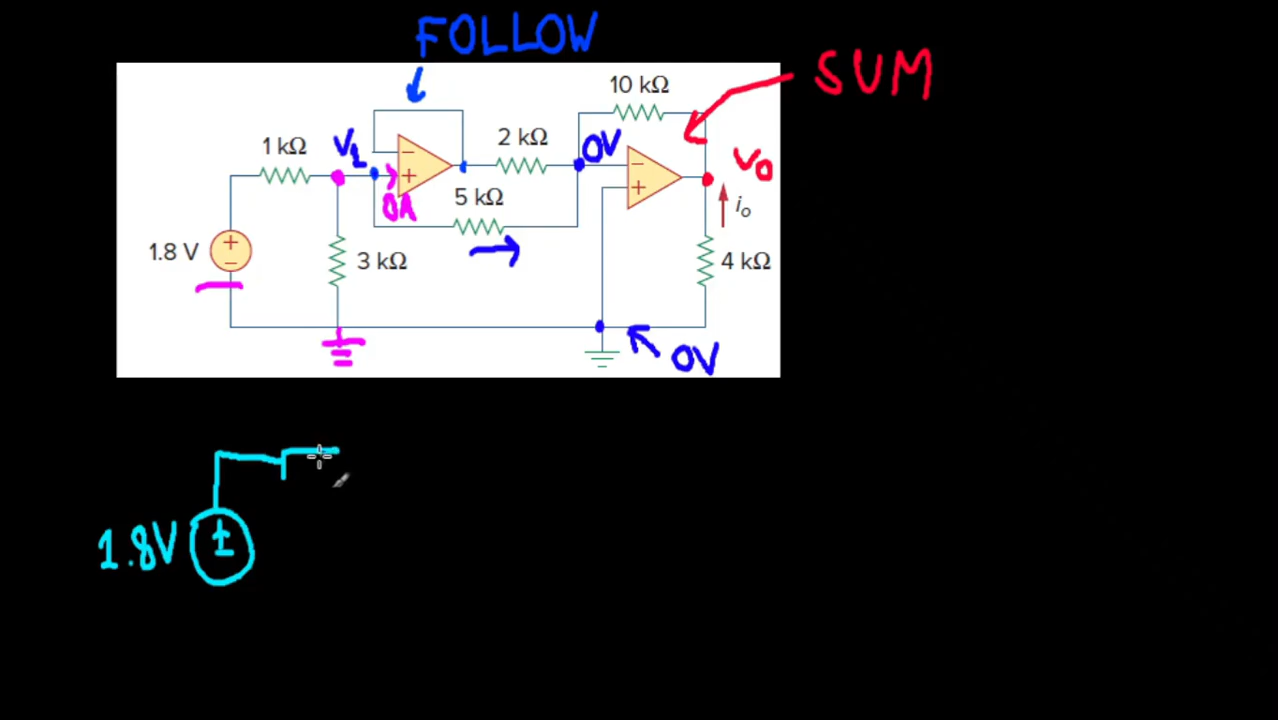 FOLLOW
SUM
10 kΩ
1 kΩ
V1
2 kΩ
0V
−
−
+
+
0A
5 kΩ
vo
io
1.8 V
+
−
3 kΩ
4 kΩ
0V
1.8V
±